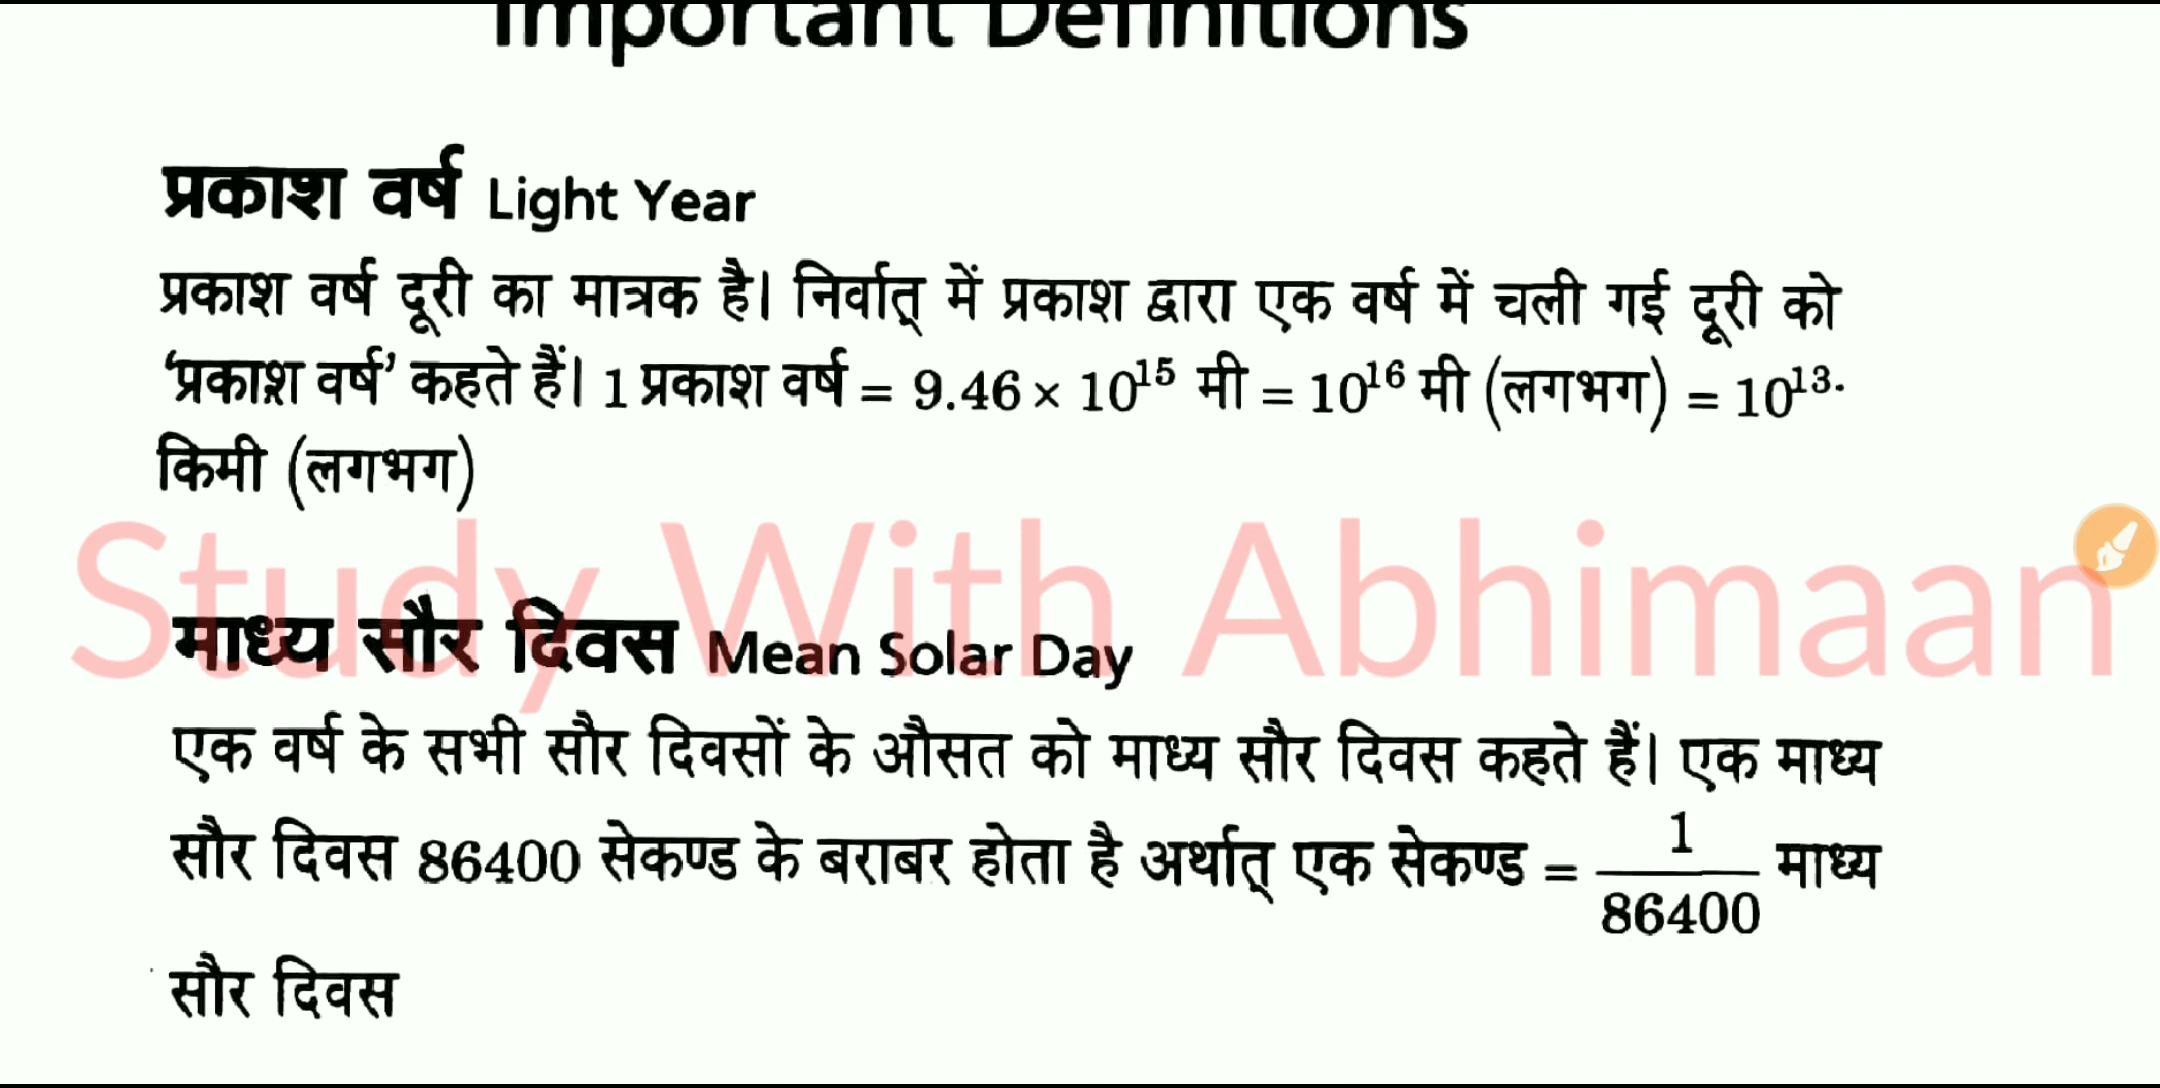 Important Definitions
प्रकाश वर्ष Light Year
प्रकाश वर्ष दूरी का मात्रक है। निर्वात् में प्रकाश द्वारा एक वर्ष में चली गई दूरी को
‘प्रकाश वर्ष’ कहते हैं। 1 प्रकाश वर्ष = 9.46 × 10¹⁵ मी = 10¹⁶ मी (लगभग) = 10¹³
किमी (लगभग)
Study With Abhimaan
माध्य सौर दिवस Mean Solar Day
एक वर्ष के सभी सौर दिवसों के औसत को माध्य सौर दिवस कहते हैं। एक माध्य
सौर दिवस 86400 सेकण्ड के बराबर होता है अर्थात् एक सेकण्ड = 1/86400 माध्य
सौर दिवस